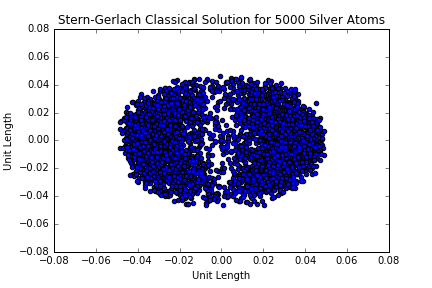 Stern-Gerlach Classical Solution for 5000 Silver Atoms
0.08
0.06
0.04
0.02
0.00
−0.02
−0.04
−0.06
−0.08
Unit Length
−0.08 −0.06 −0.04 −0.02 0.00 0.02 0.04 0.06 0.08
Unit Length